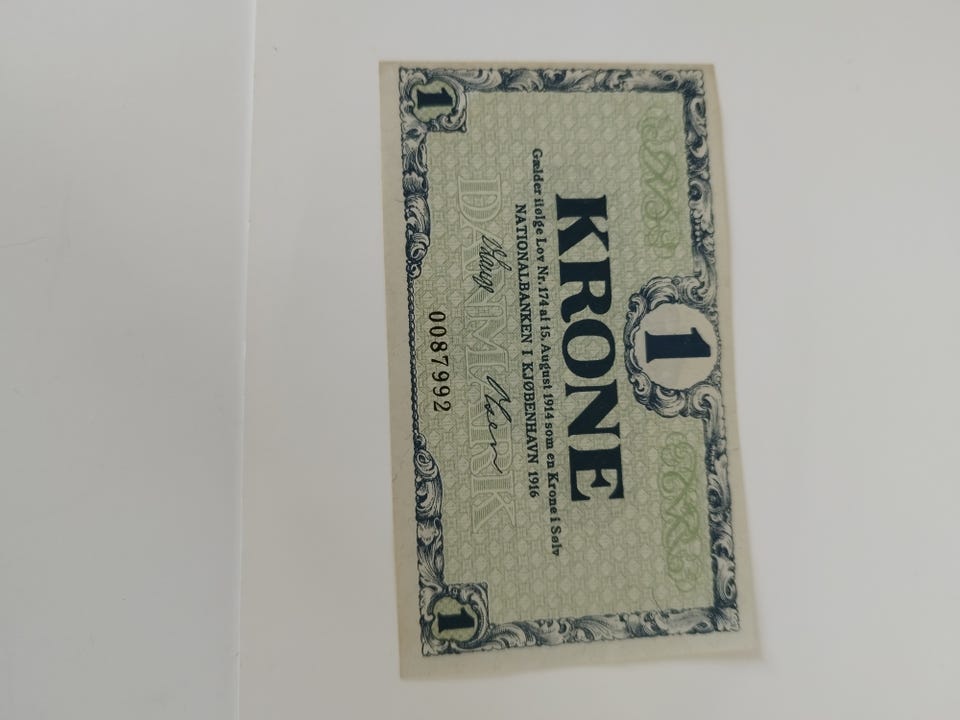 1
KRONE
Gælder ifølge Lov Nr. 174 af 15. August 1914 som en Krone i Sølv
NATIONALBANKEN I KJØBENHAVN 1916
DANMARK
0087992
1
1